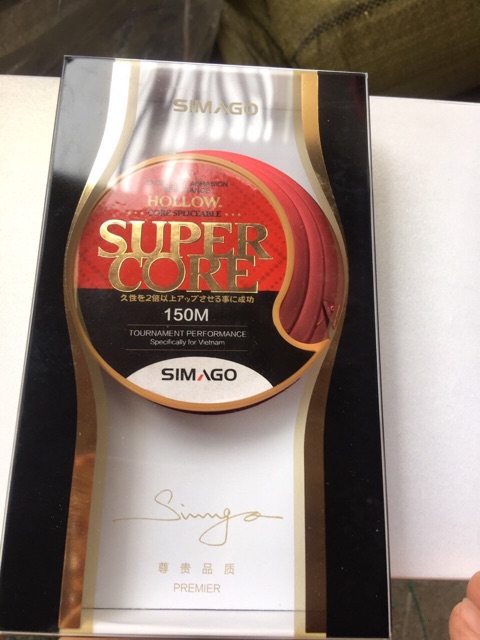 SIMAGO
HOLLOW
CORE SPLICEABLE
SUPER
CORE
久性を2倍以上アップさせる事に成功
150M
TOURNAMENT PERFORMANCE
Specifically for Vietnam
SIMAGO
Simago
尊贵品质
PREMIER